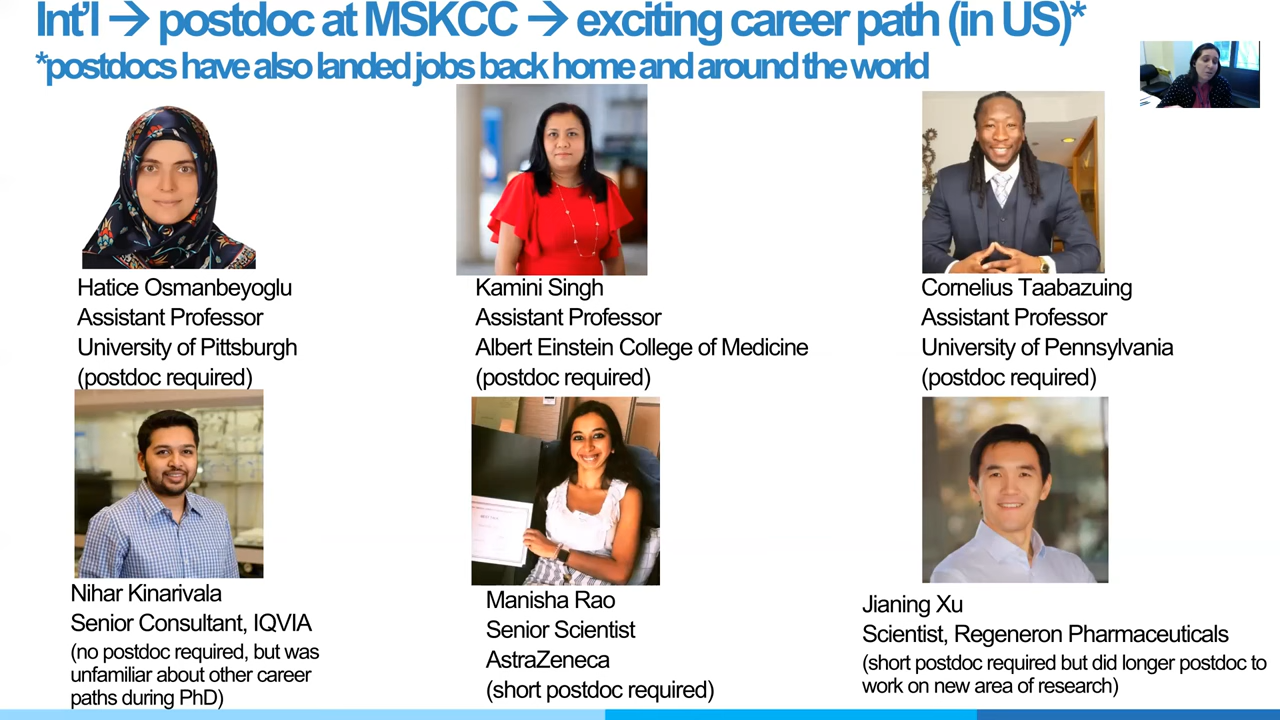 Int'l → postdoc at MSKCC → exciting career path (in US)*
*postdocs have also landed jobs back home and around the world
Hatice Osmanbeyoglu
Assistant Professor
University of Pittsburgh
(postdoc required)
Kamini Singh
Assistant Professor
Albert Einstein College of Medicine
(postdoc required)
Cornelius Taabazuing
Assistant Professor
University of Pennsylvania
(postdoc required)
Nihar Kinarivala
Senior Consultant, IQVIA
(no postdoc required, but was
unfamiliar about other career
paths during PhD)
Manisha Rao
Senior Scientist
AstraZeneca
(short postdoc required)
Jianing Xu
Scientist, Regeneron Pharmaceuticals
(short postdoc required but did longer postdoc to
work on new area of research)